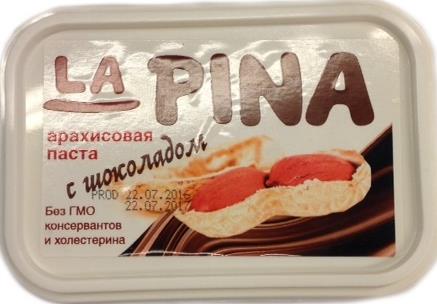 LA PINA
арахисовая
паста
с шоколадом
PROD 22.07.2016
22.07.2017
Без ГМО
консервантов
и холестерина